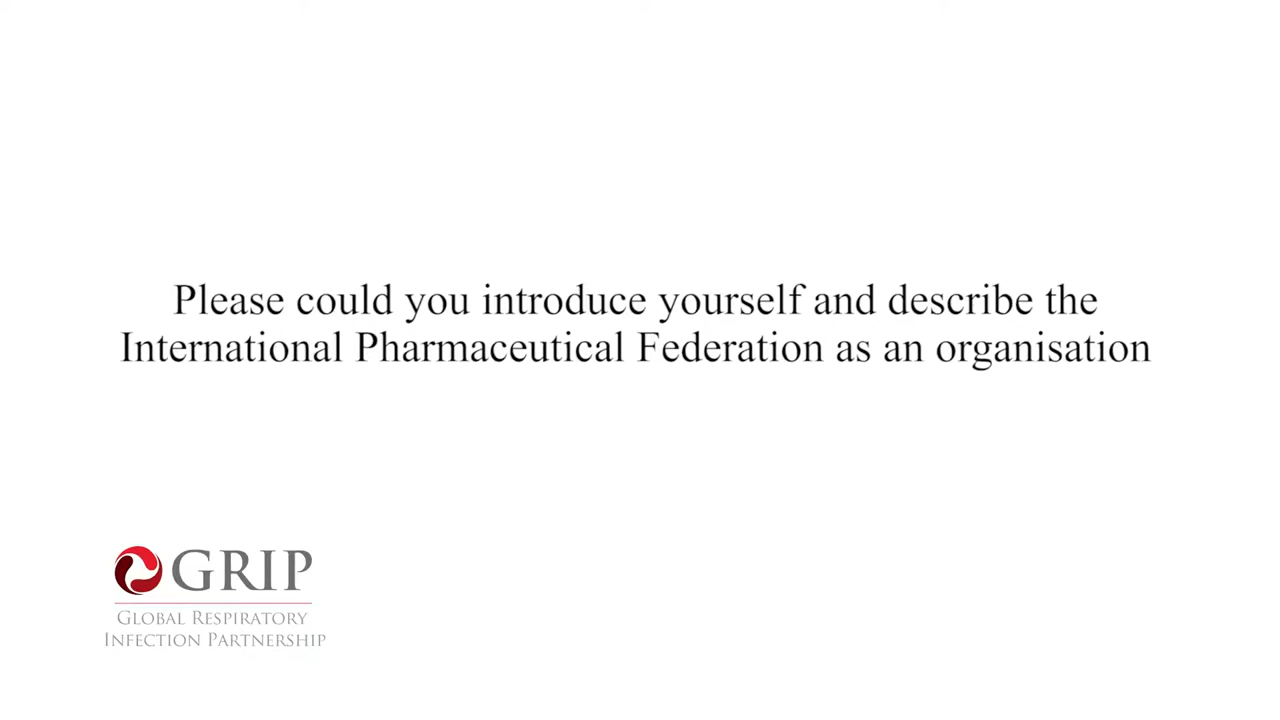 Please could you introduce yourself and describe the
International Pharmaceutical Federation as an organisation
GRIP
Global Respiratory
Infection Partnership